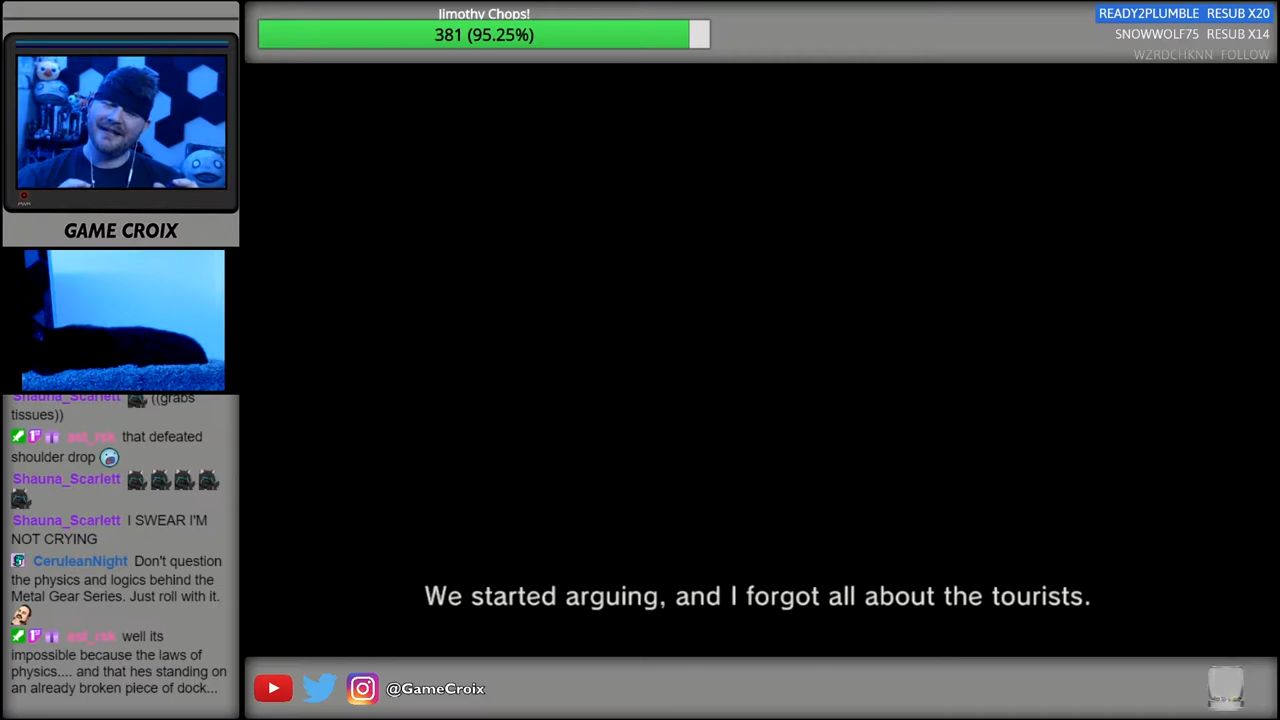 Jimothy Chops!
381 (95.25%)
READY2PLUMBLE RESUB X20
SNOWWOLF75 RESUB X14
WZRDCHKNN FOLLOW
GAME CROIX
Shauna_Scarlett ((grabs
tissues))
ast_rsk that defeated
shoulder drop
Shauna_Scarlett
Shauna_Scarlett I SWEAR I'M
NOT CRYING
CeruleanNight Don't question
the physics and logics behind the
Metal Gear Series. Just roll with it.
ast_rsk well its
impossible because the laws of
physics.... and that hes standing on
an already broken piece of dock...
We started arguing, and I forgot all about the tourists.
@GameCroix